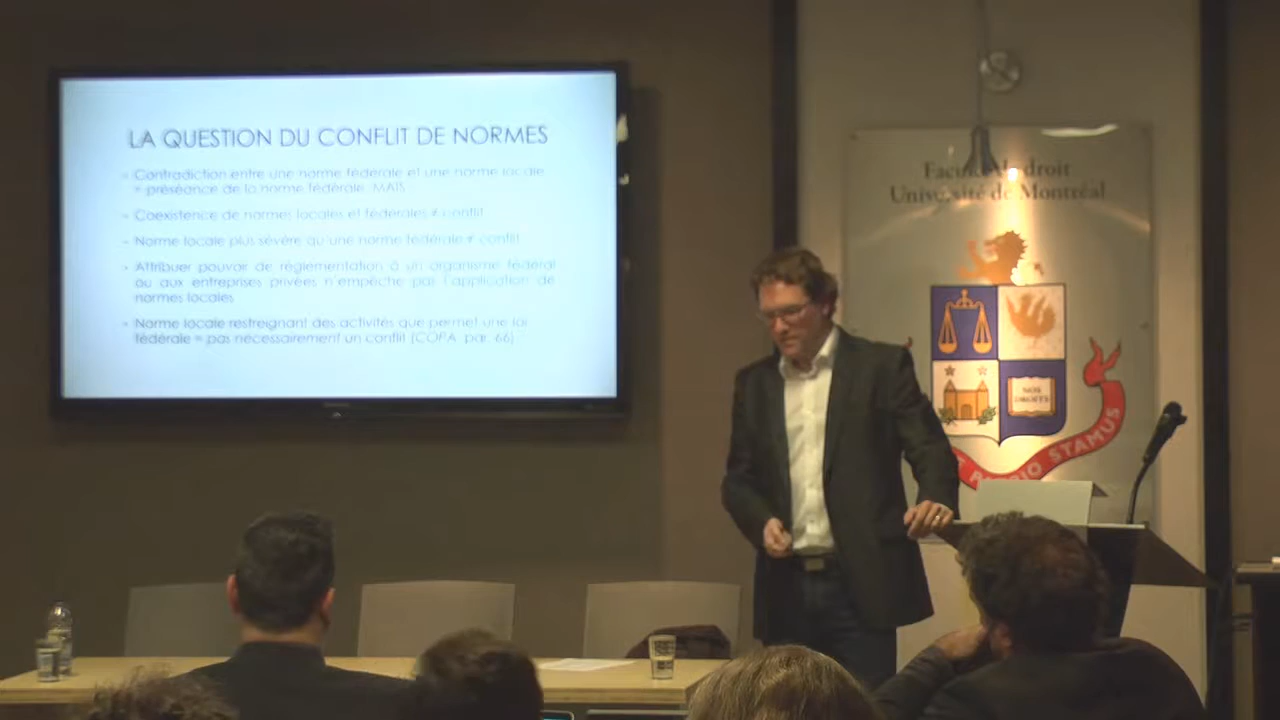 LA QUESTION DU CONFLIT DE NORMES
- Contradiction entre une norme fédérale et une norme locale
= préséance de la norme fédérale. MAIS
- Coexistence de normes locales et fédérales ≠ conflit
- Norme locale plus sévère qu'une norme fédérale ≠ conflit
- Attribuer pouvoir de réglementation à un organisme fédéral
ou aux entreprises privées n'empêche pas l'application de
normes locales
- Norme locale restreignant des activités que permet une loi
fédérale = pas nécessairement un conflit (COPA, par. 66)
Faculté de droit
Université de Montréal
NOS
DROITS
STAMUS